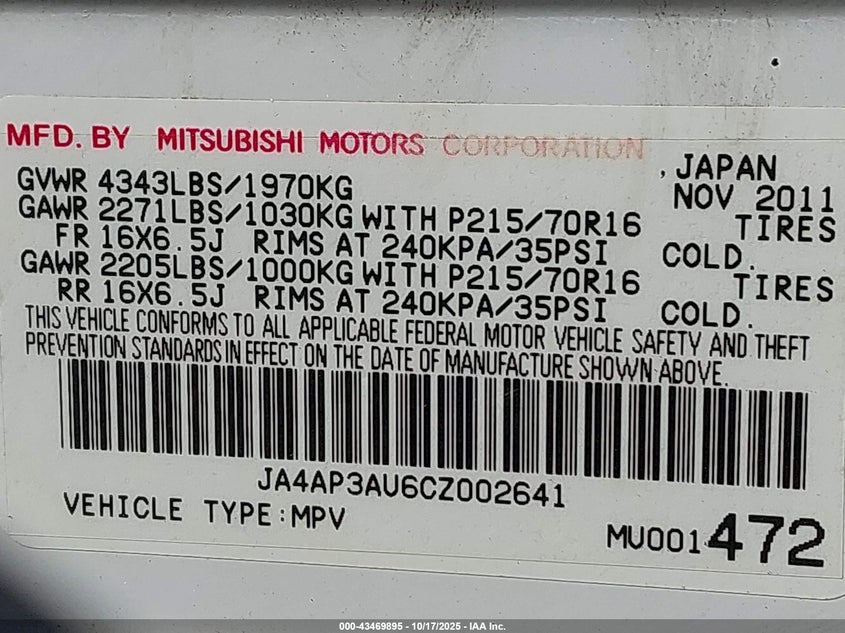 MFD. BY MITSUBISHI MOTORS CORPORATION
, JAPAN
GVWR 4343LBS/1970KG NOV 2011
GAWR 2271LBS/1030KG WITH P215/70R16 TIRES
FR 16X6.5J RIMS AT 240KPA/35PSI COLD.
GAWR 2205LBS/1000KG WITH P215/70R16 TIRES
RR 16X6.5J RIMS AT 240KPA/35PSI COLD.
THIS VEHICLE CONFORMS TO ALL APPLICABLE FEDERAL MOTOR VEHICLE SAFETY AND THEFT
PREVENTION STANDARDS IN EFFECT ON THE DATE OF MANUFACTURE SHOWN ABOVE.
JA4AP3AU6CZ002641
VEHICLE TYPE:MPV
MU001472
000-43469895 - 10/17/2025 - IAA Inc.